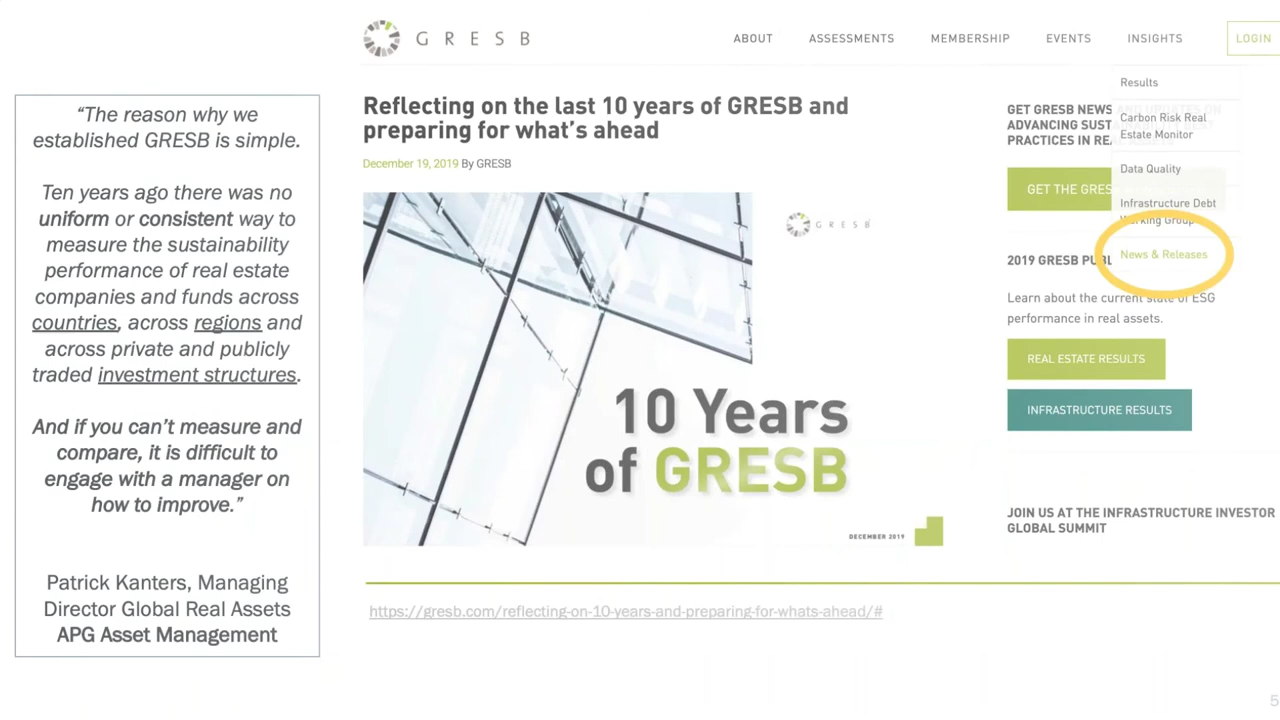 “The reason why we
established GRESB is simple.
Ten years ago there was no
uniform or consistent way to
measure the sustainability
performance of real estate
companies and funds across
countries, across regions and
across private and publicly
traded investment structures.
And if you can’t measure and
compare, it is difficult to
engage with a manager on
how to improve.”
Patrick Kanters, Managing
Director Global Real Assets
APG Asset Management
GRESB
ABOUT ASSESSMENTS MEMBERSHIP EVENTS INSIGHTS LOGIN
Reflecting on the last 10 years of GRESB and
preparing for what’s ahead
December 19, 2019 By GRESB
GRESB
10 Years
of GRESB
DECEMBER 2019
https://gresb.com/reflecting-on-10-years-and-preparing-for-whats-ahead/#
Results
Carbon Risk Real
Estate Monitor
Data Quality
Infrastructure Debt
Working Group
News & Releases
GET GRESB NEWS AND UPDATES ON
ADVANCING SUST
PRACTICES IN RE
GET THE GRES
2019 GRESB PUBL
Learn about the current state of ESG
performance in real assets.
REAL ESTATE RESULTS
INFRASTRUCTURE RESULTS
JOIN US AT THE INFRASTRUCTURE INVESTOR
GLOBAL SUMMIT
5